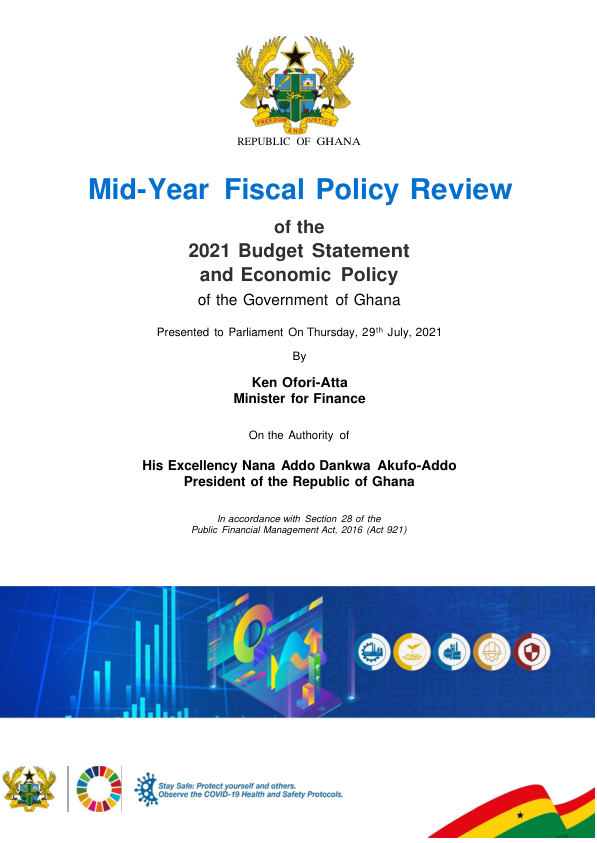 FREEDOM AND JUSTICE
REPUBLIC OF GHANA
Mid-Year Fiscal Policy Review
of the
2021 Budget Statement
and Economic Policy
of the Government of Ghana
Presented to Parliament On Thursday, 29th July, 2021
By
Ken Ofori-Atta
Minister for Finance
On the Authority of
His Excellency Nana Addo Dankwa Akufo-Addo
President of the Republic of Ghana
In accordance with Section 28 of the
Public Financial Management Act, 2016 (Act 921)
Stay Safe: Protect yourself and others.
Observe the COVID-19 Health and Safety Protocols.